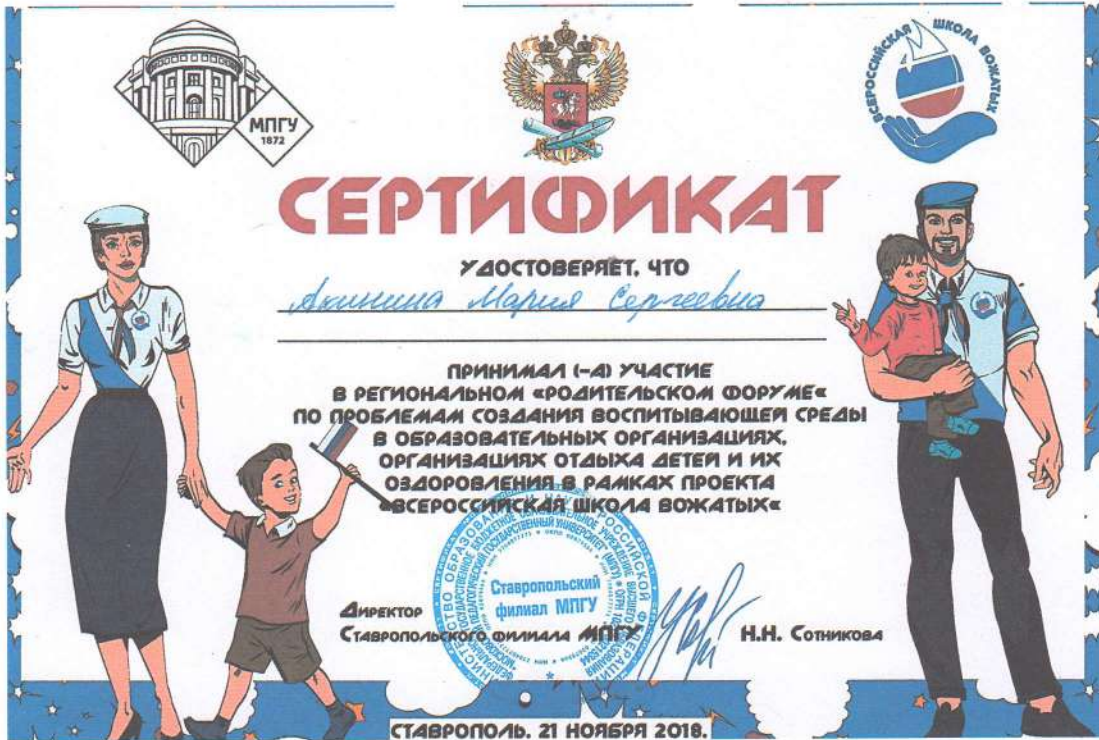 МПГУ
1872
ВСЕРОССИЙСКАЯ ШКОЛА ВОЖАТЫХ
СЕРТИФИКАТ
УДОСТОВЕРЯЕТ, ЧТО
Мария Сергеевна
ПРИНИМАЛ (-А) УЧАСТИЕ
В РЕГИОНАЛЬНОМ «РОДИТЕЛЬСКОМ ФОРУМЕ«
ПО ПРОБЛЕМАМ СОЗДАНИЯ ВОСПИТЫВАЮЩЕЙ СРЕДЫ
В ОБРАЗОВАТЕЛЬНЫХ ОРГАНИЗАЦИЯХ,
ОРГАНИЗАЦИЯХ ОТДЫХА ДЕТЕЙ И ИХ
ОЗДОРОВЛЕНИЯ В РАМКАХ ПРОЕКТА
«ВСЕРОССИЙСКАЯ ШКОЛА ВОЖАТЫХ«
Ставропольский
филиал МПГУ
Директор
Ставропольского филиала МПГУ
Н.Н. Сотникова
СТАВРОПОЛЬ. 21 НОЯБРЯ 2018.